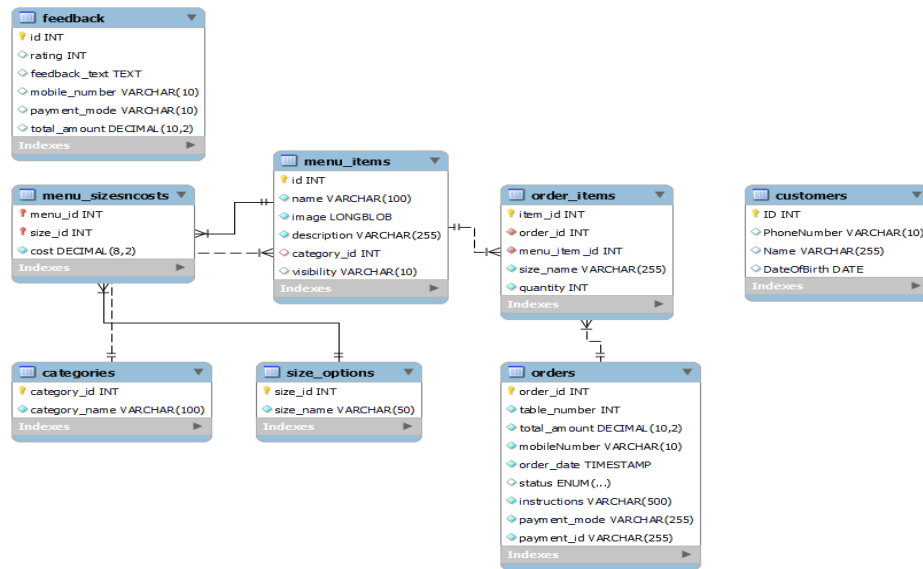 feedback
id INT
rating INT
feedback_text TEXT
mobile_number VARCHAR(10)
payment_mode VARCHAR(10)
total_amount DECIMAL(10,2)
Indexes
menu_sizesncosts
menu_id INT
size_id INT
cost DECIMAL(8,2)
Indexes
menu_items
id INT
name VARCHAR(100)
image LONGBLOB
description VARCHAR(255)
category_id INT
visibility VARCHAR(10)
Indexes
order_items
item_id INT
order_id INT
menu_item_id INT
size_name VARCHAR(255)
quantity INT
Indexes
customers
ID INT
PhoneNumber VARCHAR(10)
Name VARCHAR(255)
DateOfBirth DATE
Indexes
categories
category_id INT
category_name VARCHAR(100)
Indexes
size_options
size_id INT
size_name VARCHAR(50)
Indexes
orders
order_id INT
table_number INT
total_amount DECIMAL(10,2)
mobileNumber VARCHAR(10)
order_date TIMESTAMP
status ENUM(...)
instructions VARCHAR(500)
payment_mode VARCHAR(255)
payment_id VARCHAR(255)
Indexes